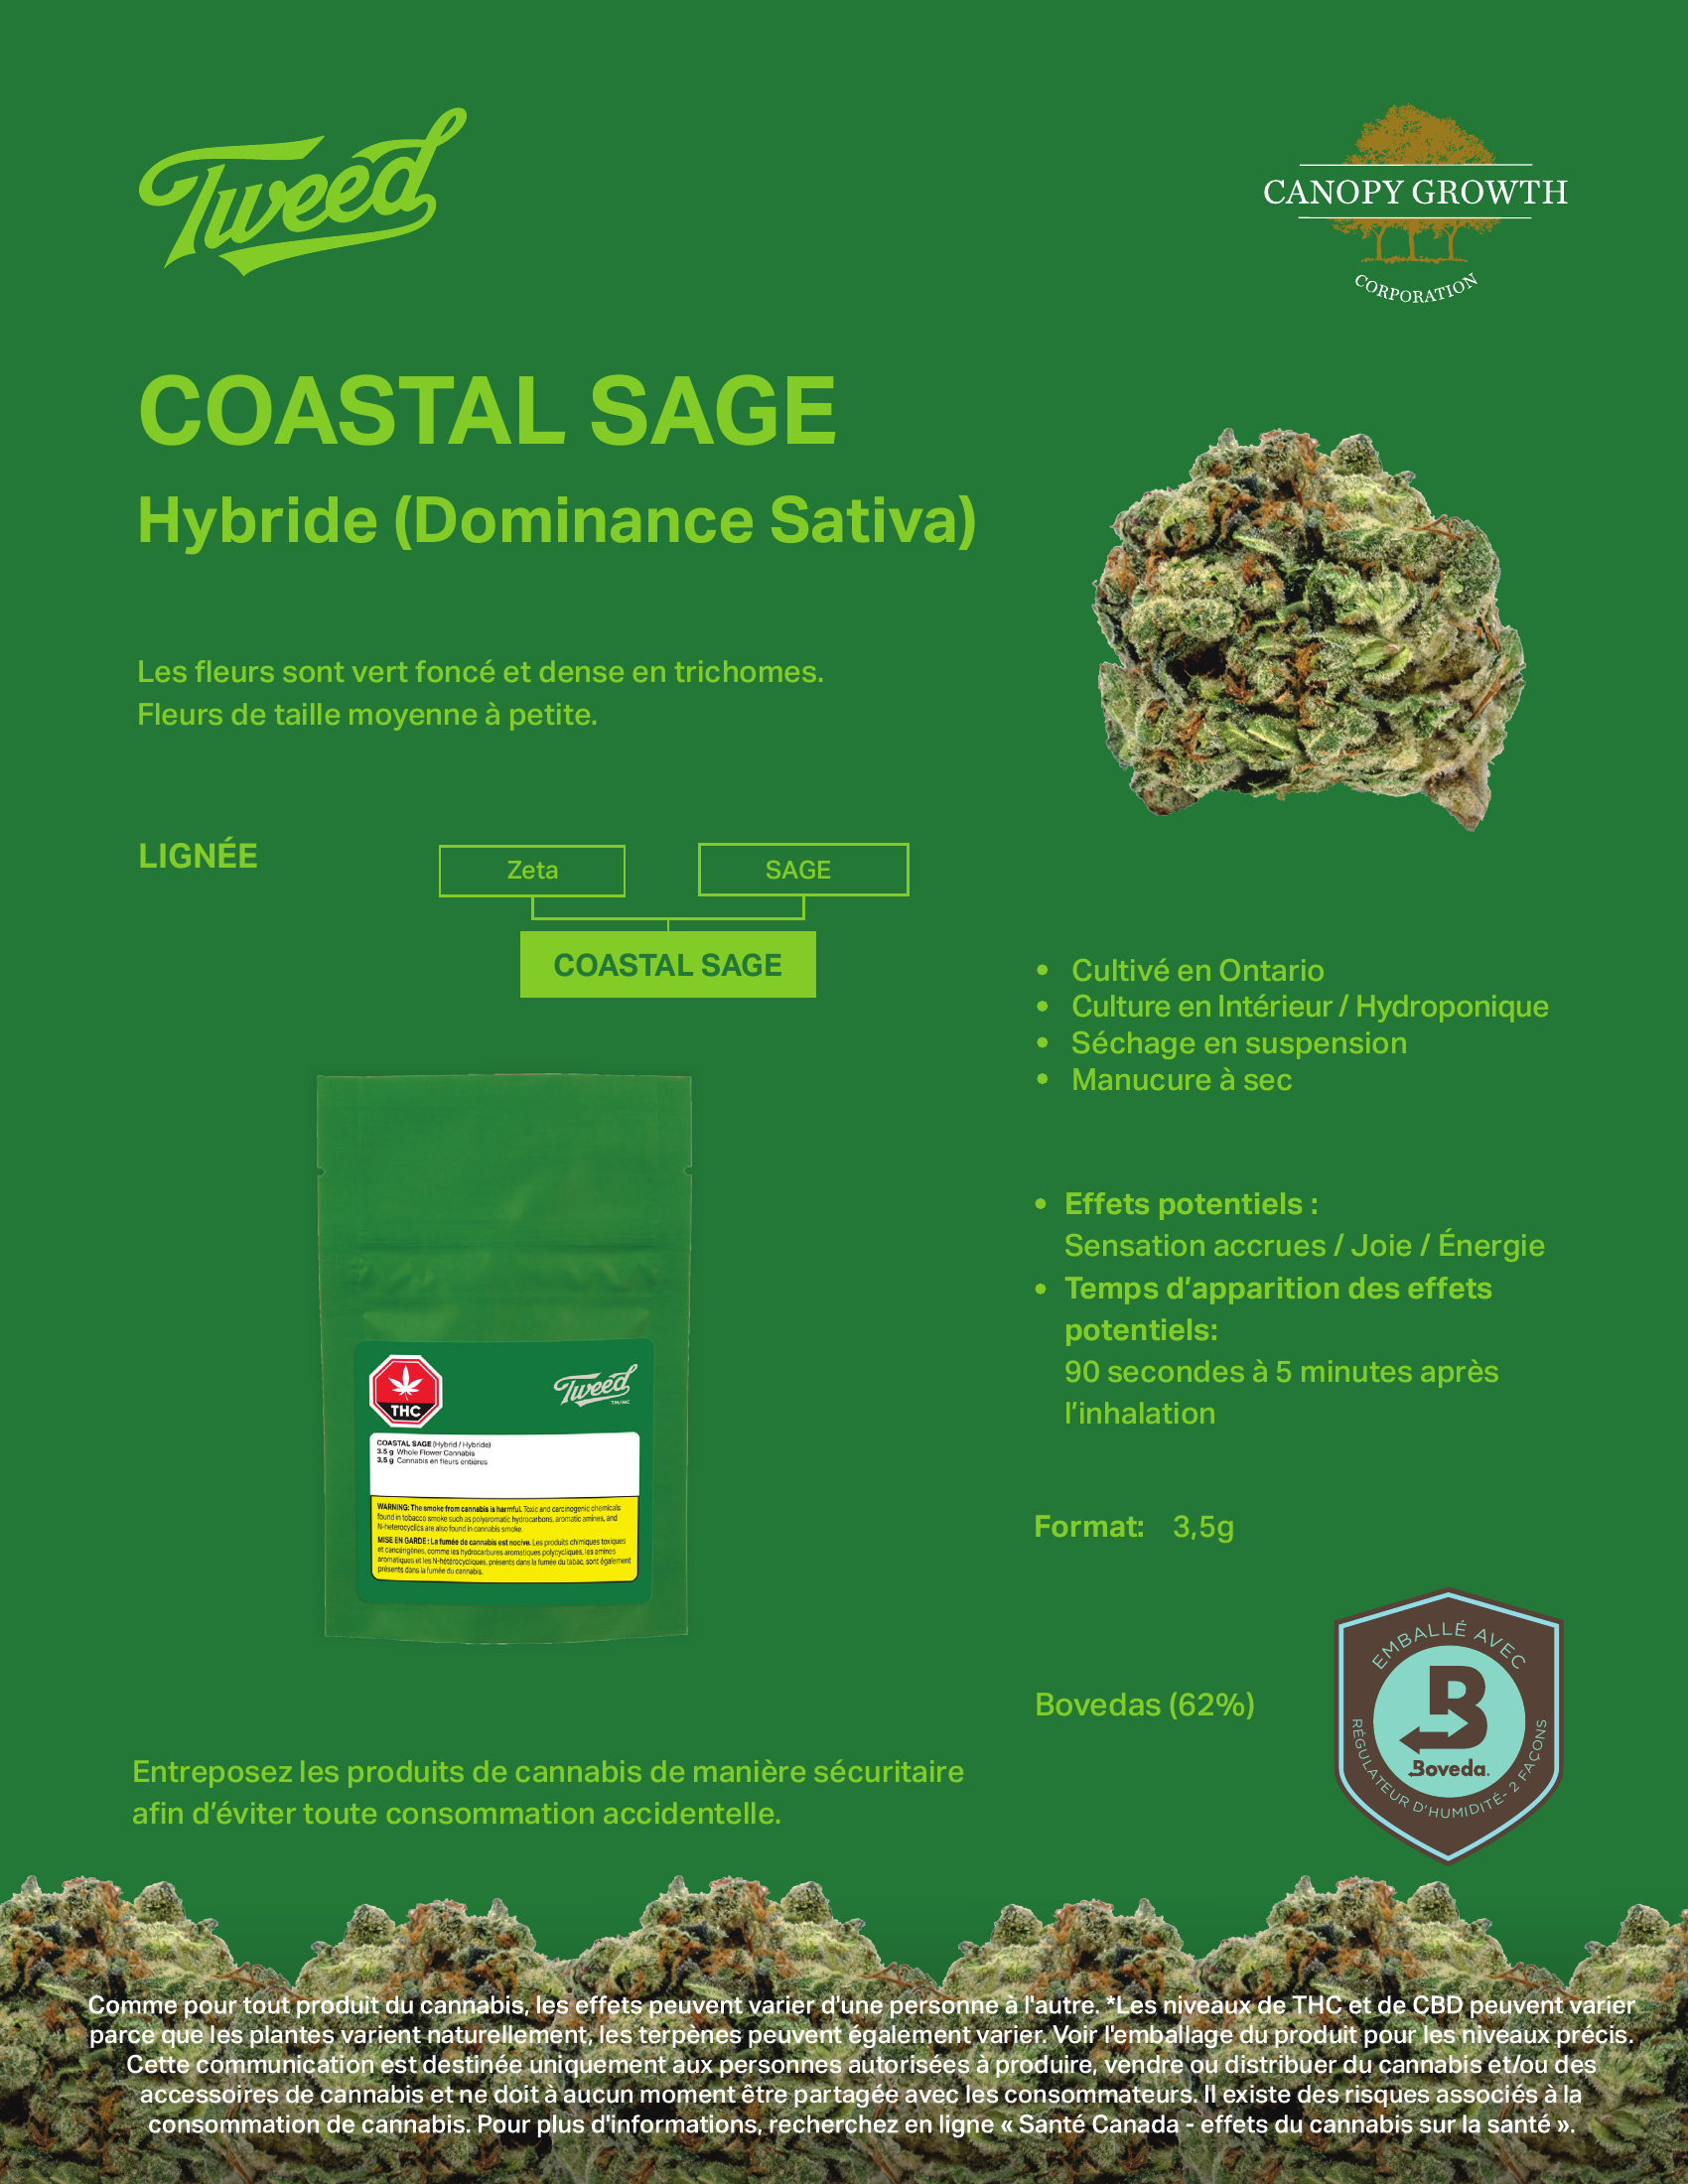 Tweed
CANOPY GROWTH
CORPORATION
COASTAL SAGE
Hybride (Dominance Sativa)
Les fleurs sont vert foncé et dense en trichomes.
Fleurs de taille moyenne à petite.
LIGNÉE
Zeta
SAGE
COASTAL SAGE
• Cultivé en Ontario
• Culture en Intérieur / Hydroponique
• Séchage en suspension
• Manucure à sec
• Effets potentiels :
Sensation accrues / Joie / Énergie
• Temps d’apparition des effets
potentiels:
90 secondes à 5 minutes après
l’inhalation
THC
Tweed
COASTAL SAGE (Hybrid / Hybride)
3.5 g Whole Flower Cannabis
3,5 g Cannabis en fleurs entières
WARNING: The smoke from cannabis is harmful. Toxic and carcinogenic chemicals
found in tobacco smoke such as polyaromatic hydrocarbons, aromatic amines, and
N-heterocyclics are also found in cannabis smoke.
MISE EN GARDE : La fumée de cannabis est nocive. Les produits chimiques toxiques
et cancérigènes, comme les hydrocarbures aromatiques polycycliques, les amines
aromatiques et les N-hétérocycliques, présents dans la fumée du tabac, sont également
présents dans la fumée du cannabis.
Format: 3,5g
Bovedas (62%)
EMBALLÉ AVEC
B
Boveda.
RÉGULATEUR D'HUMIDITÉ- 2 FAÇONS
Entreposez les produits de cannabis de manière sécuritaire
afin d’éviter toute consommation accidentelle.
Comme pour tout produit du cannabis, les effets peuvent varier d'une personne à l'autre. *Les niveaux de THC et de CBD peuvent varier
parce que les plantes varient naturellement, les terpènes peuvent également varier. Voir l'emballage du produit pour les niveaux précis.
Cette communication est destinée uniquement aux personnes autorisées à produire, vendre ou distribuer du cannabis et/ou des
accessoires de cannabis et ne doit à aucun moment être partagée avec les consommateurs. Il existe des risques associés à la
consommation de cannabis. Pour plus d'informations, recherchez en ligne « Santé Canada - effets du cannabis sur la santé ».